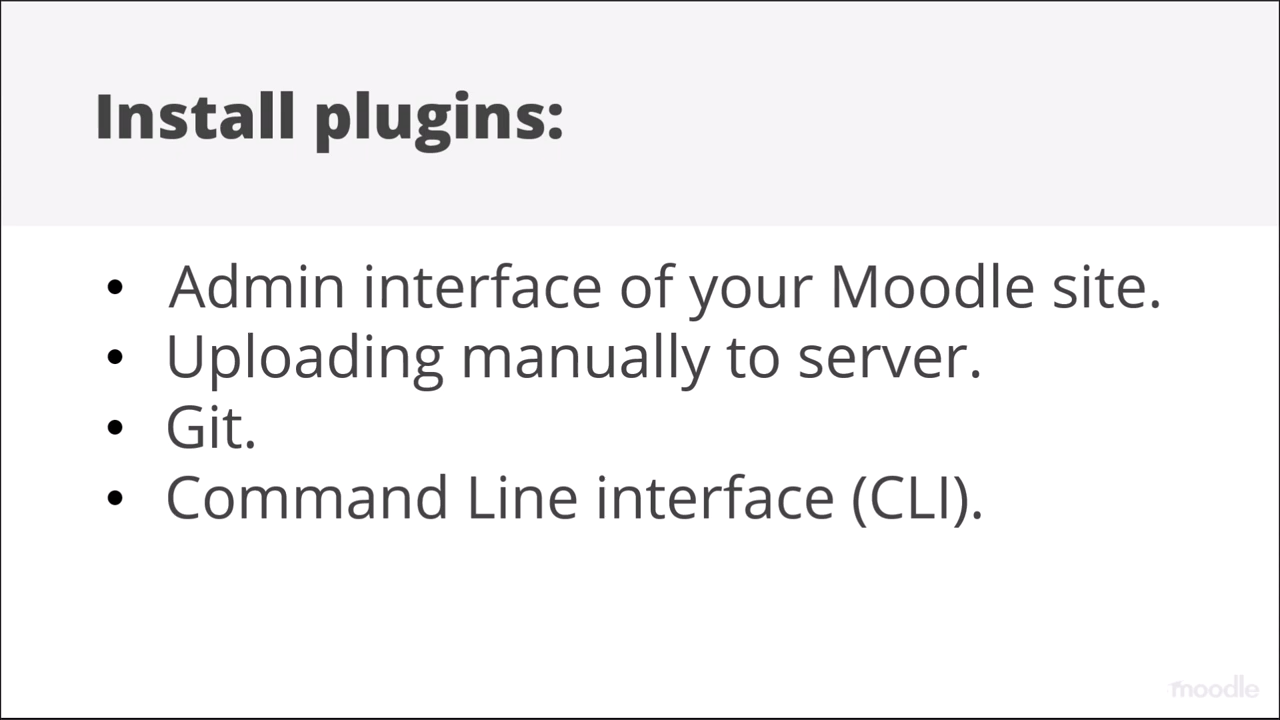 Install plugins:
• Admin interface of your Moodle site.
• Uploading manually to server.
• Git.
• Command Line interface (CLI).
moodle